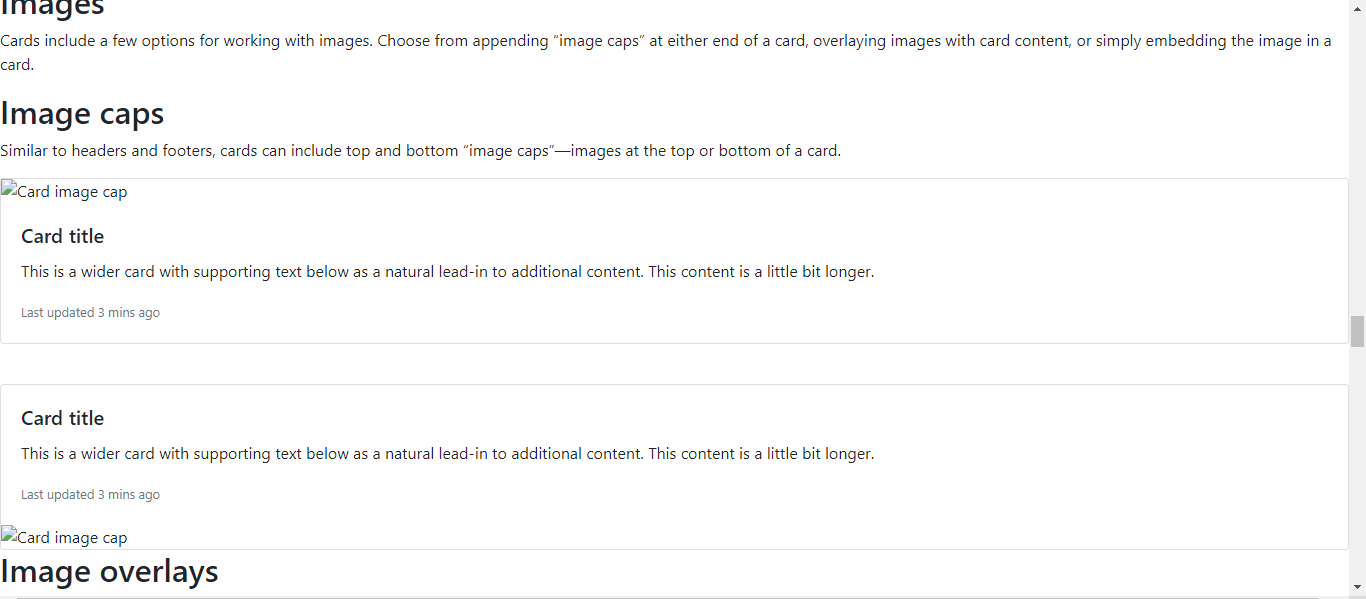 Images
Cards include a few options for working with images. Choose from appending “image caps” at either end of a card, overlaying images with card content, or simply embedding the image in a
card.
Image caps
Similar to headers and footers, cards can include top and bottom “image caps”—images at the top or bottom of a card.
Card image cap
Card title
This is a wider card with supporting text below as a natural lead-in to additional content. This content is a little bit longer.
Last updated 3 mins ago
Card title
This is a wider card with supporting text below as a natural lead-in to additional content. This content is a little bit longer.
Last updated 3 mins ago
Card image cap
Image overlays